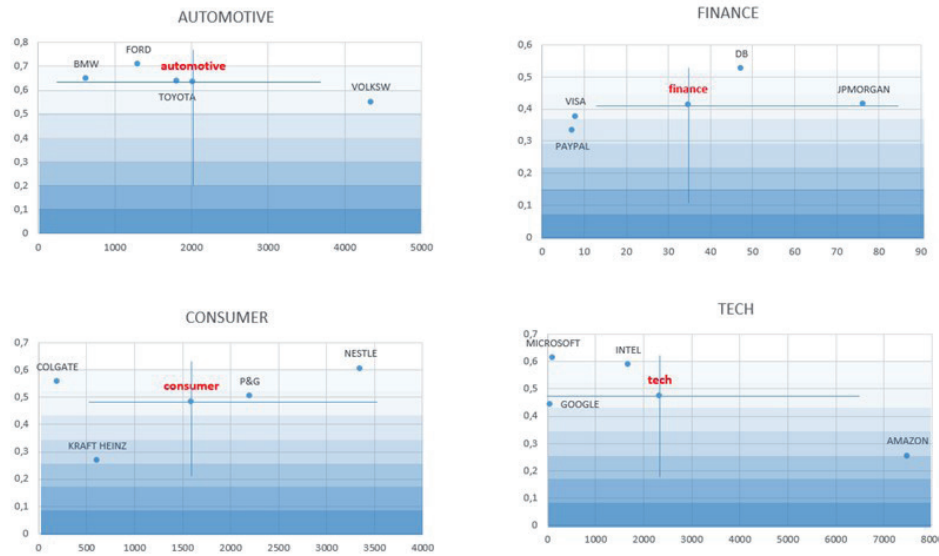 AUTOMOTIVE
0,8
0,7
0,6
0,5
0,4
0,3
0,2
0,1
0
BMW
FORD
automotive
TOYOTA
VOLKSW
0 1000 2000 3000 4000 5000
FINANCE
0,6
0,5
0,4
0,3
0,2
0,1
0
DB
finance
JPMORGAN
VISA
PAYPAL
0 10 20 30 40 50 60 70 80 90
CONSUMER
0,7
0,6
0,5
0,4
0,3
0,2
0,1
0
NESTLE
COLGATE
consumer
P&G
KRAFT HEINZ
0 500 1000 1500 2000 2500 3000 3500 4000
TECH
0,7
0,6
0,5
0,4
0,3
0,2
0,1
0
MICROSOFT
INTEL
tech
GOOGLE
AMAZON
0 1000 2000 3000 4000 5000 6000 7000 8000